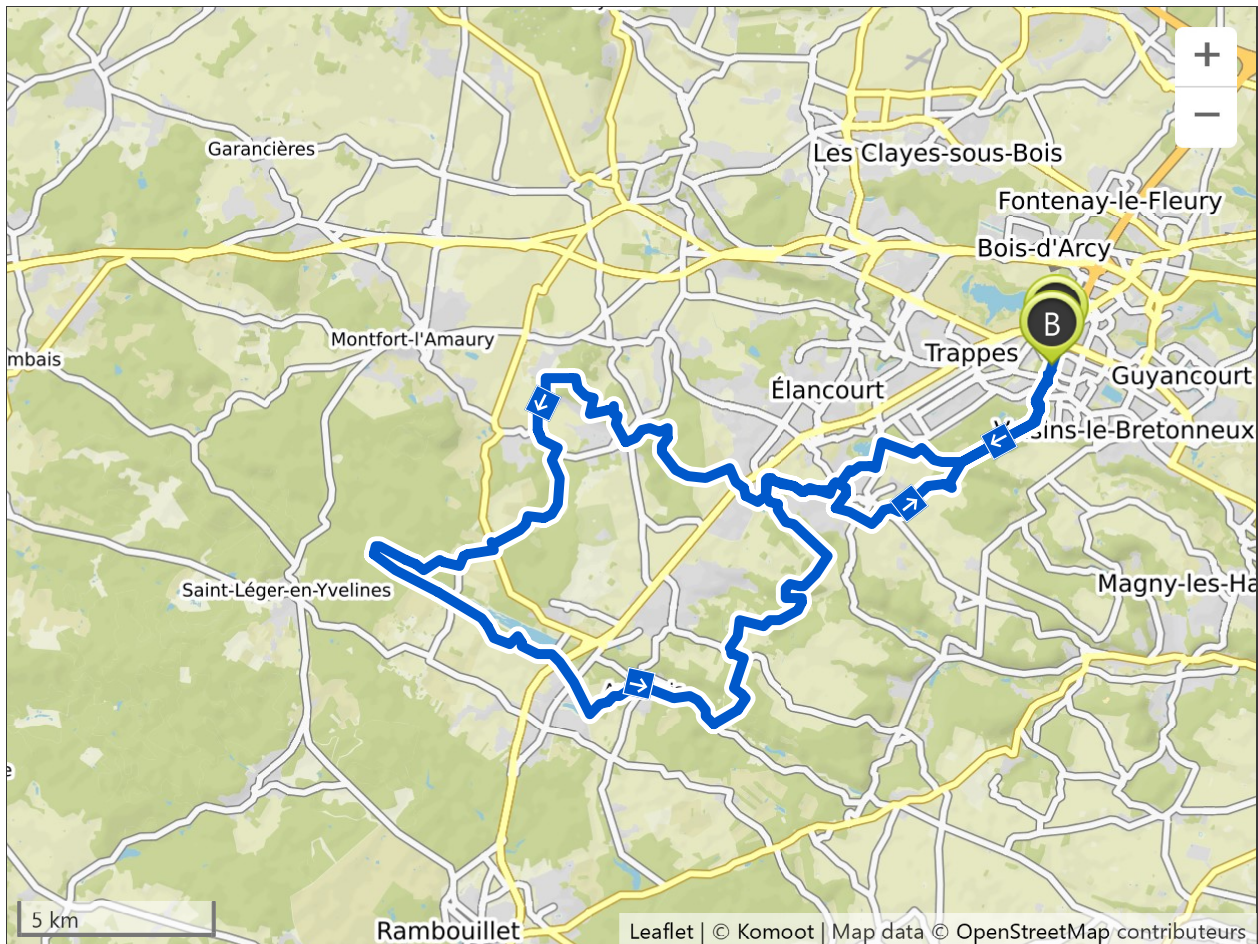 +
Garancières
Les Clayes-sous-Bois
−
Fontenay-le-Fleury
Bois-d'Arcy
B
Montfort-l'Amaury
Trappes
mbais
Guyancourt
Élancourt
sins-le-Bretonneux
Saint-Léger-en-Yvelines
Magny-les-Ha
e
5 km
Rambouillet
Leaflet | © Komoot | Map data © OpenStreetMap contributeurs